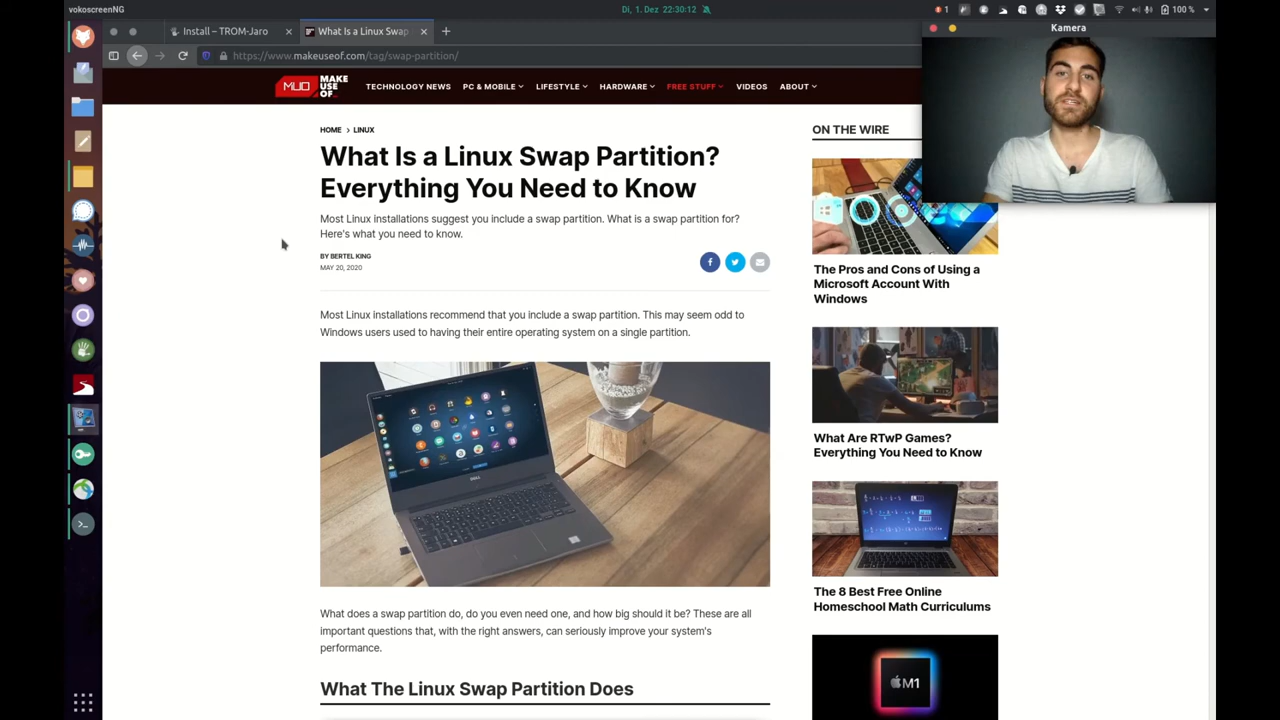 vokoscreenNG
Di, 1. Dez 22:30:12
1
100 %
Kamera
Install – TROM-Jaro
What Is a Linux Swap
https://www.makeuseof.com/tag/swap-partition/
MUO
MAKE
USE
OF
TECHNOLOGY NEWS
PC & MOBILE
LIFESTYLE
HARDWARE
FREE STUFF
VIDEOS
ABOUT
HOME > LINUX
What Is a Linux Swap Partition?
Everything You Need to Know
Most Linux installations suggest you include a swap partition. What is a swap partition for?
Here's what you need to know.
BY BERTEL KING
MAY 20, 2020
Most Linux installations recommend that you include a swap partition. This may seem odd to
Windows users used to having their entire operating system on a single partition.
DELL
What does a swap partition do, do you even need one, and how big should it be? These are all
important questions that, with the right answers, can seriously improve your system's
performance.
What The Linux Swap Partition Does
ON THE WIRE
The Pros and Cons of Using a
Microsoft Account With
Windows
What Are RTwP Games?
Everything You Need to Know
The 8 Best Free Online
Homeschool Math Curriculums
M1